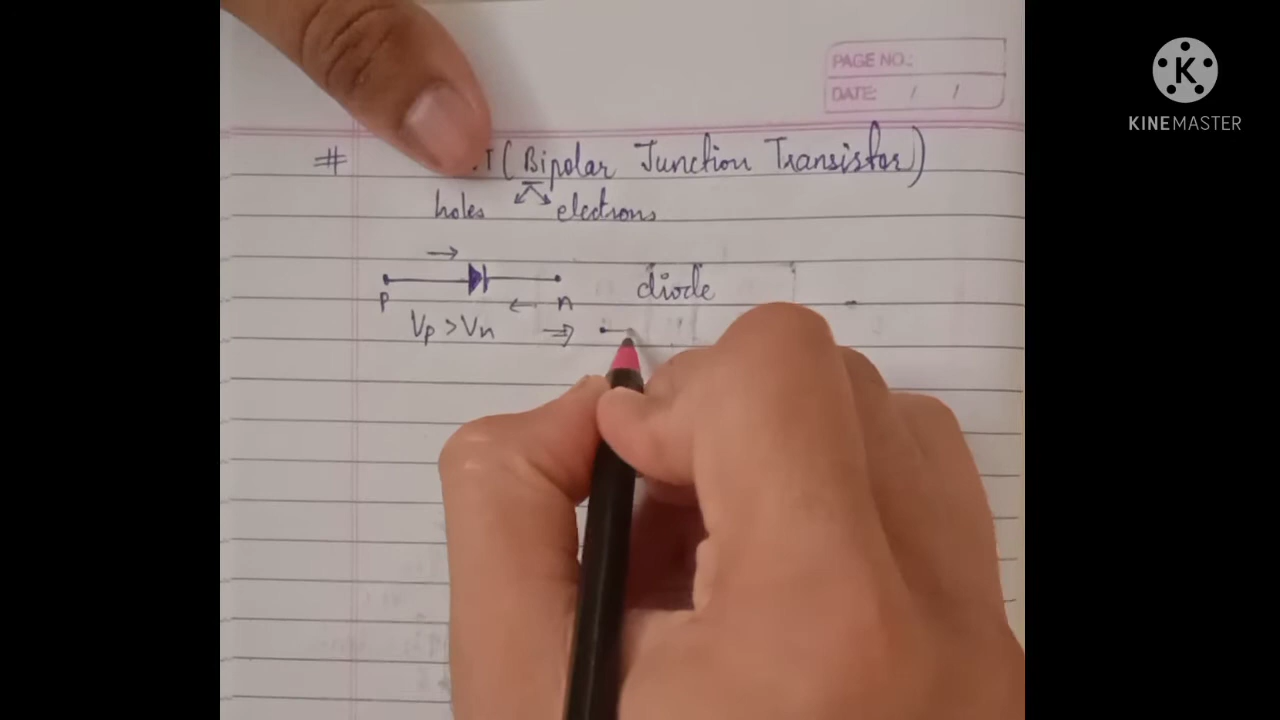 PAGE NO.:
DATE: / /
KINEMASTER
# T (Bipolar Junction Transistor)
holes electrons
p n diode
Vp > Vn ⇒